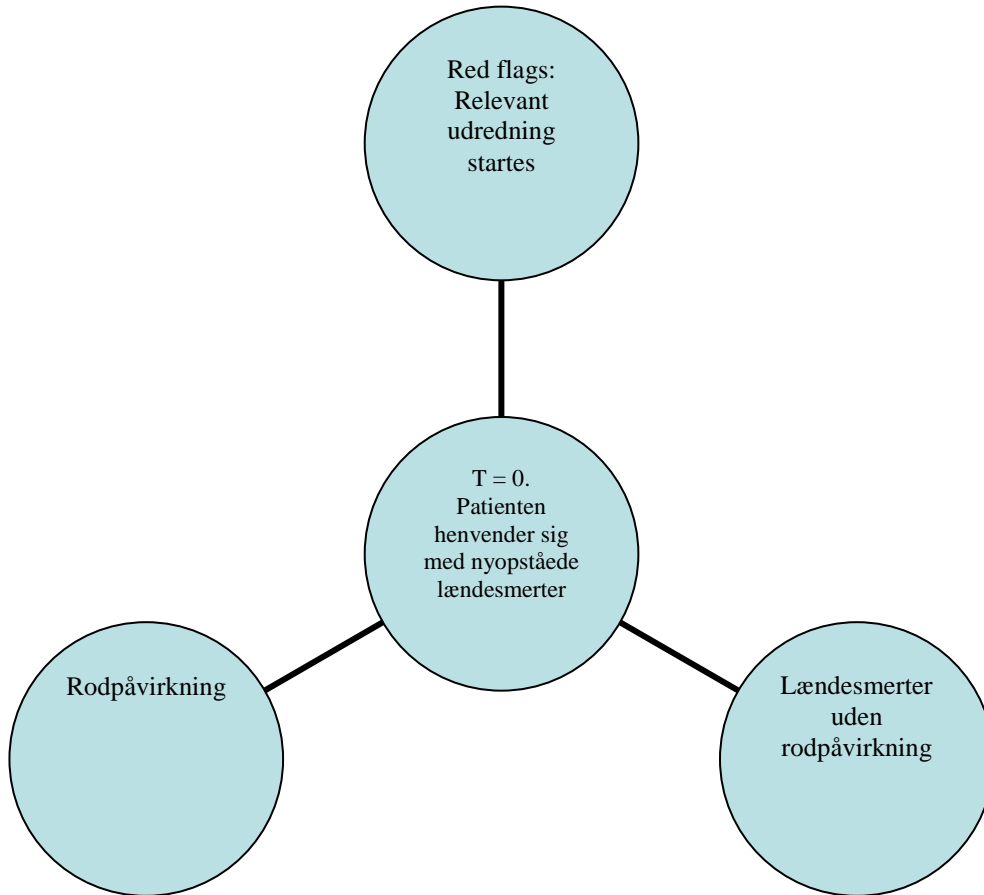 Red flags:
Relevant
udredning
startes
T = 0.
Patienten
henvender sig
med nyopståede
lændesmerter
Rodpåvirkning
Lændesmerter
uden
rodpåvirkning